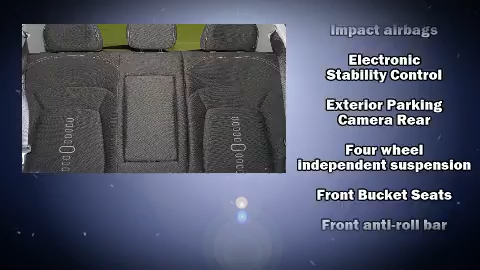 Impact airbags
Electronic
Stability Control
Exterior Parking
Camera Rear
Four wheel
independent suspension
Front Bucket Seats
Front anti-roll bar